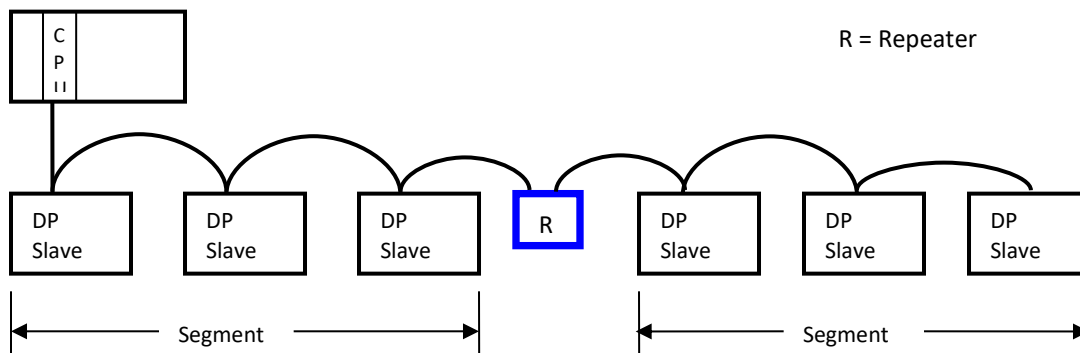 C
P
R = Repeater
DP
Slave
DP
Slave
DP
Slave
R
DP
Slave
DP
Slave
DP
Slave
Segment
Segment